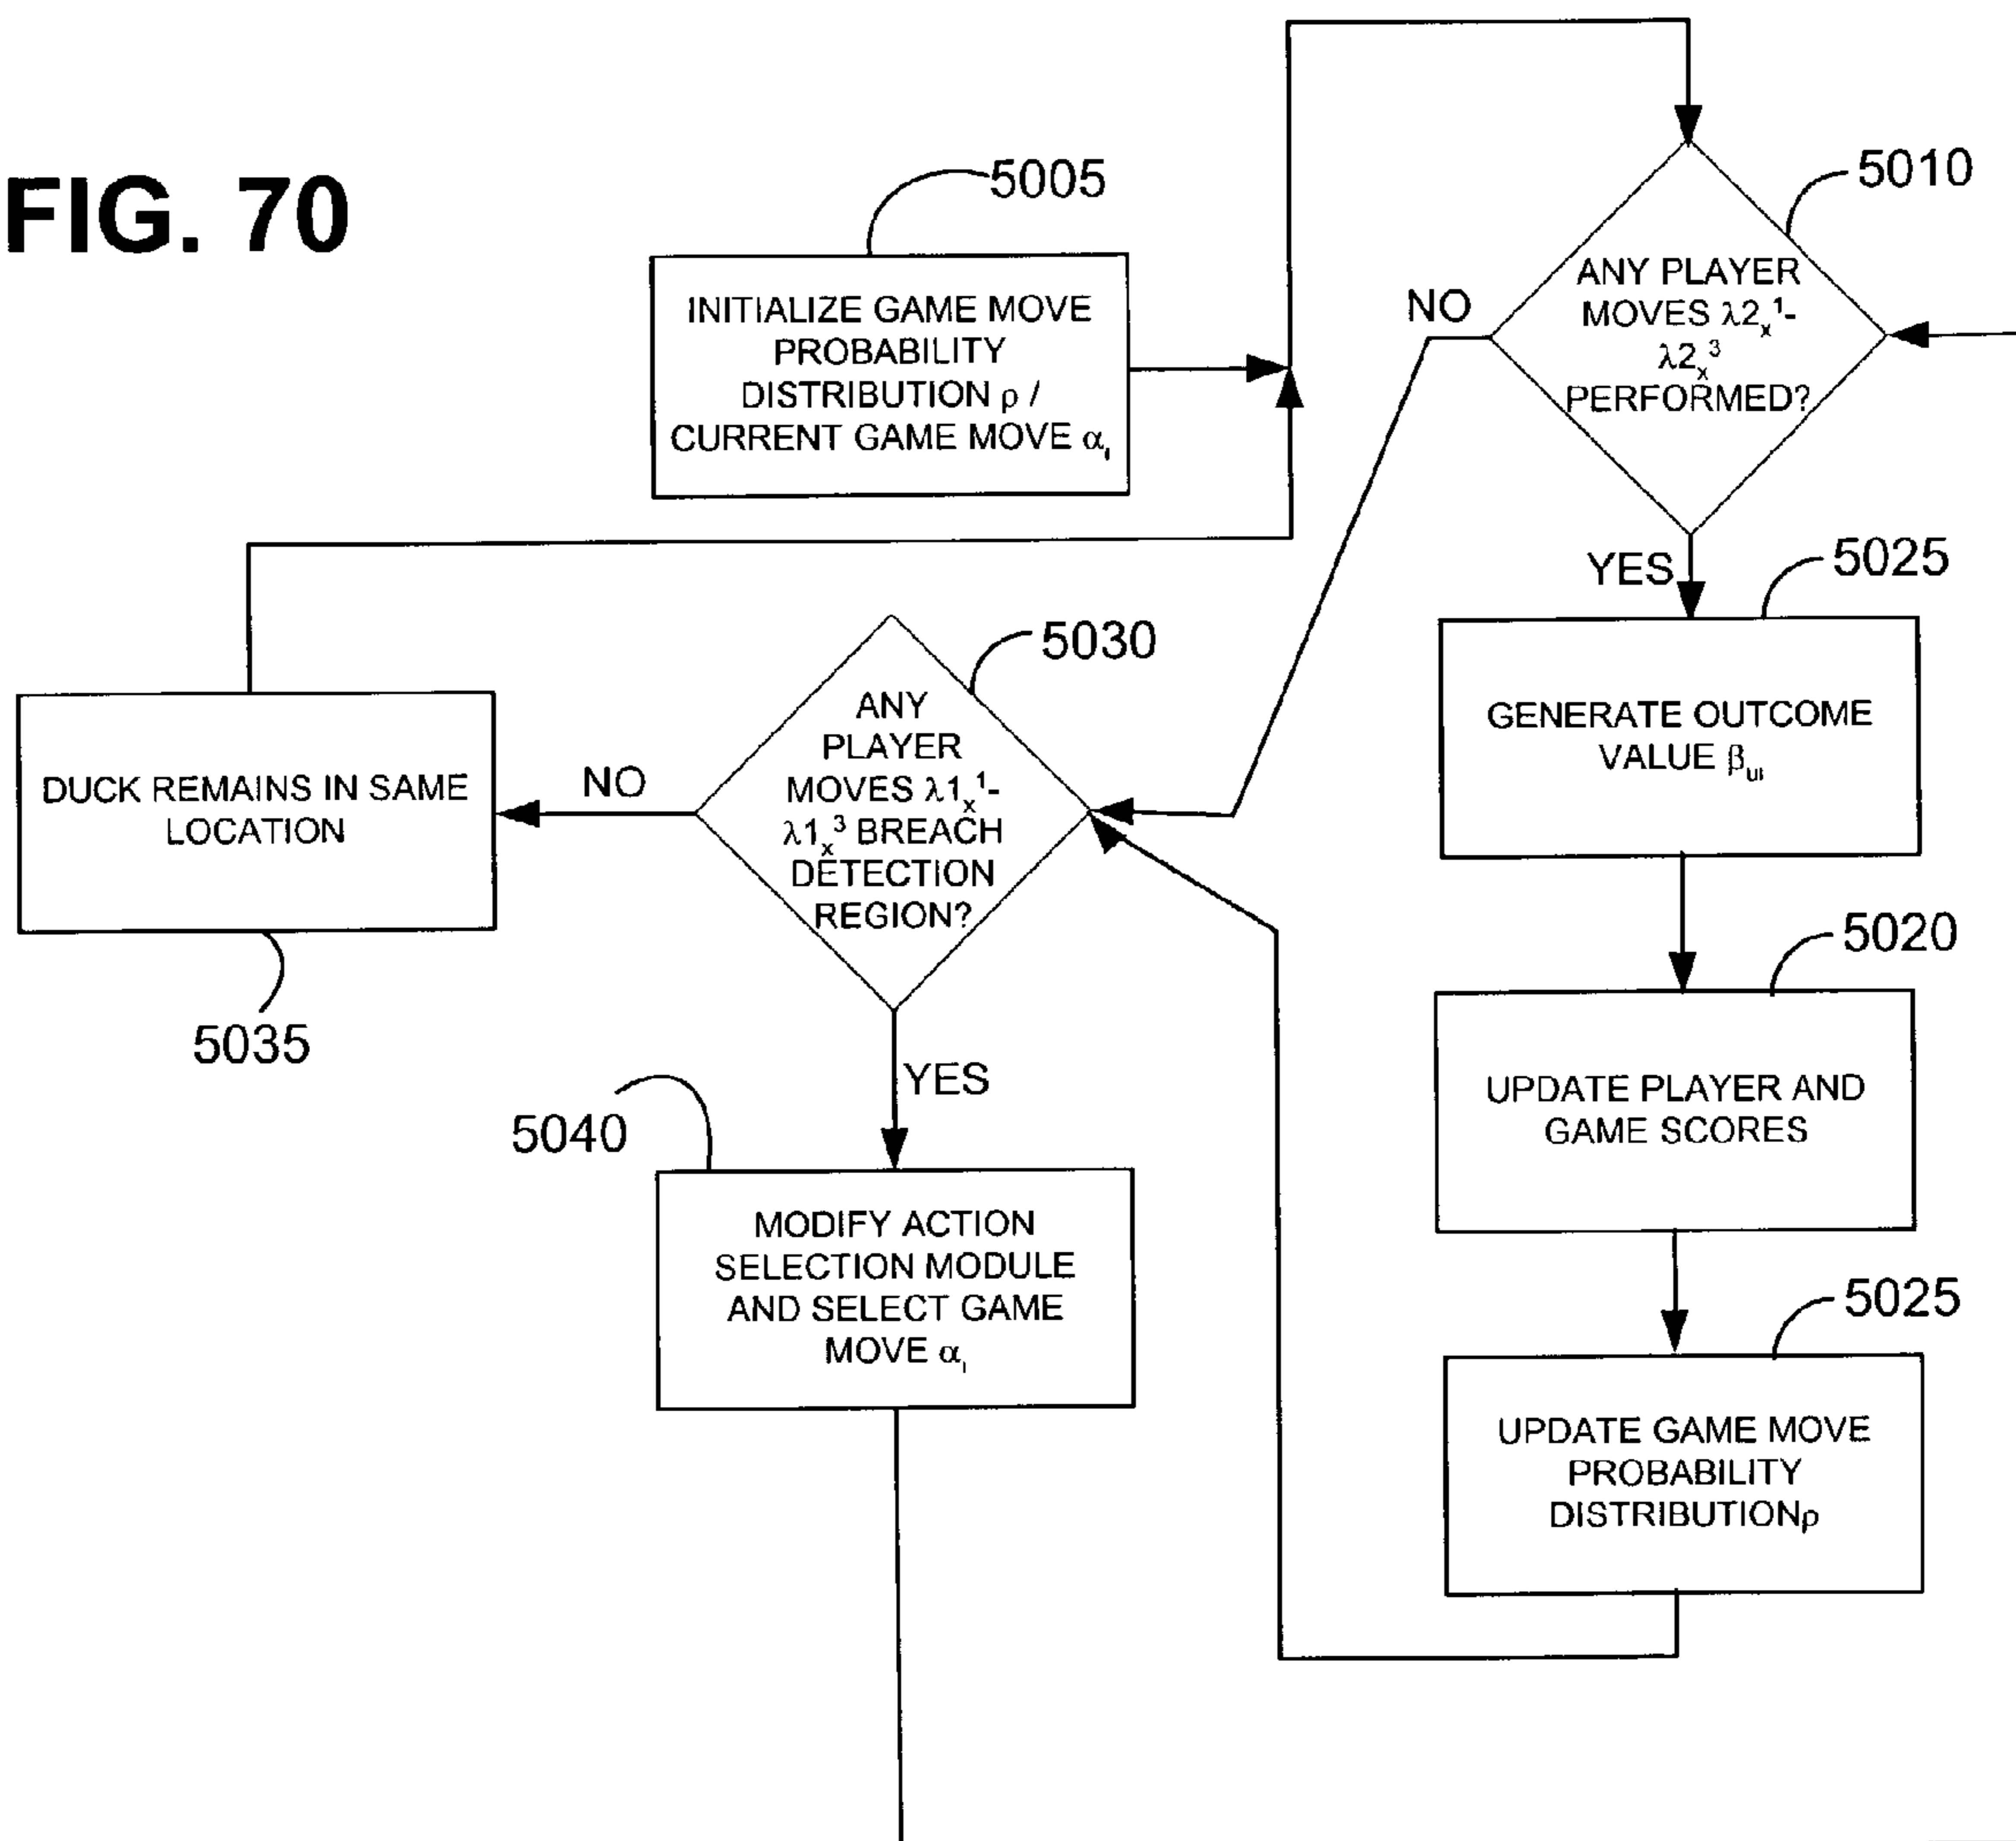 FIG. 70
5005
INITIALIZE GAME MOVE
PROBABILITY
DISTRIBUTION ρ /
CURRENT GAME MOVE αᵢ
5010
ANY PLAYER
MOVES λ2ₓ¹-
λ2ₓ³
PERFORMED?
NO
YES
5025
GENERATE OUTCOME
VALUE βᵤᵢ
5030
ANY
PLAYER
MOVES λ1ₓ¹-
λ1ₓ³ BREACH
DETECTION
REGION?
NO
DUCK REMAINS IN SAME
LOCATION
5035
YES
5020
UPDATE PLAYER AND
GAME SCORES
5040
MODIFY ACTION
SELECTION MODULE
AND SELECT GAME
MOVE αᵢ
5025
UPDATE GAME MOVE
PROBABILITY
DISTRIBUTIONρ